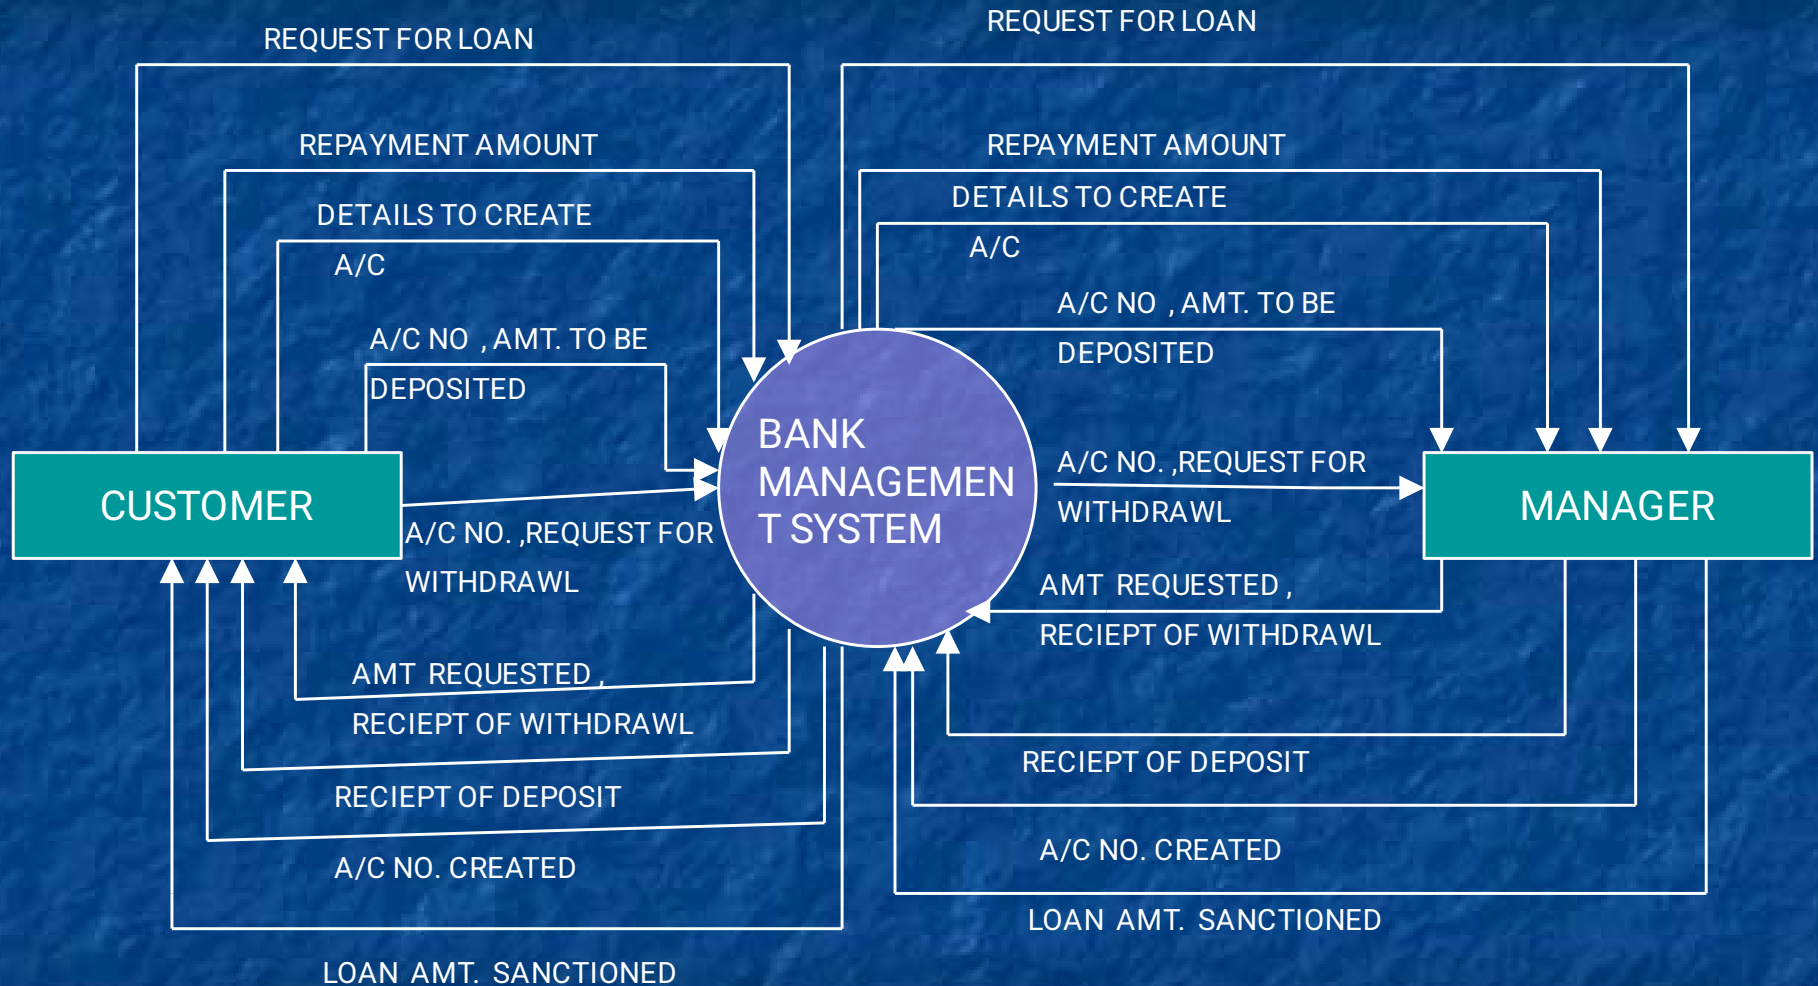 REQUEST FOR LOAN
REQUEST FOR LOAN
REPAYMENT AMOUNT
REPAYMENT AMOUNT
DETAILS TO CREATE
A/C
DETAILS TO CREATE
A/C
A/C NO , AMT. TO BE
DEPOSITED
A/C NO , AMT. TO BE
DEPOSITED
CUSTOMER
BANK
MANAGEMEN
T SYSTEM
MANAGER
A/C NO. ,REQUEST FOR
WITHDRAWL
A/C NO. ,REQUEST FOR
WITHDRAWL
AMT REQUESTED ,
RECIEPT OF WITHDRAWL
AMT REQUESTED ,
RECIEPT OF WITHDRAWL
RECIEPT OF DEPOSIT
RECIEPT OF DEPOSIT
A/C NO. CREATED
A/C NO. CREATED
LOAN AMT. SANCTIONED
LOAN AMT. SANCTIONED